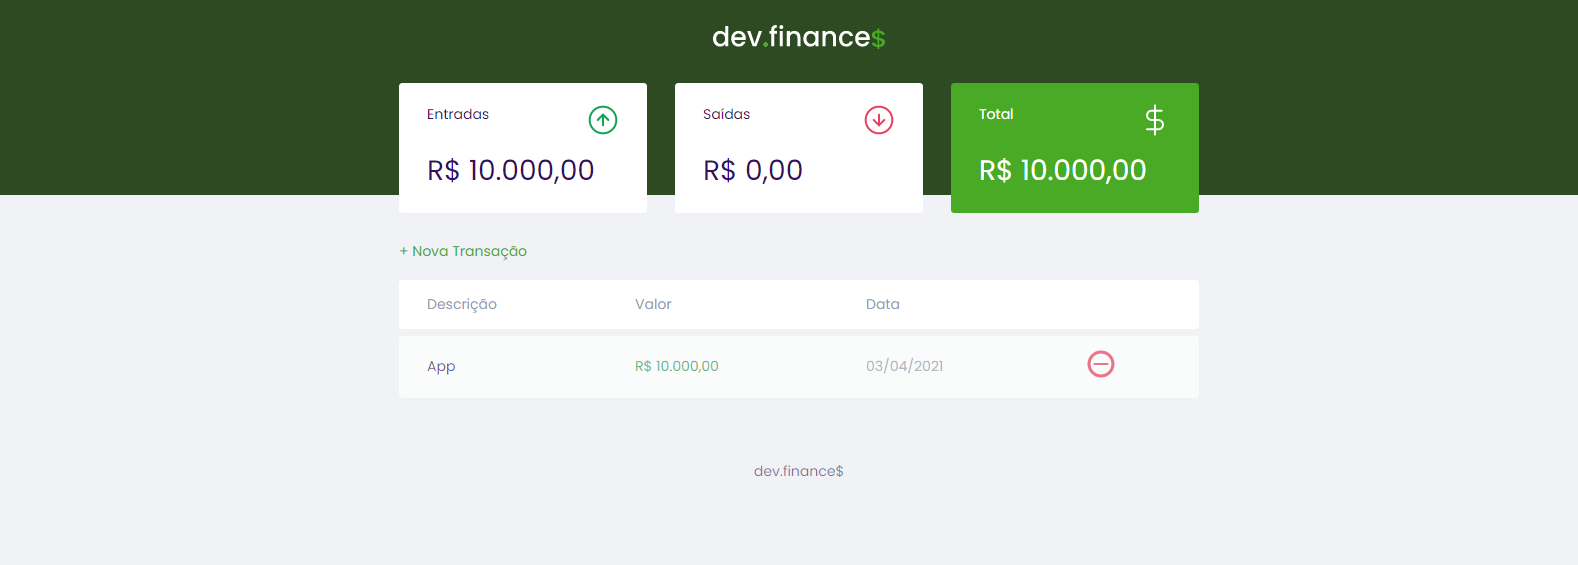 dev.finance$
Entradas
R$ 10.000,00
Saídas
R$ 0,00
Total
$
R$ 10.000,00
+ Nova Transação
Descrição Valor Data
App R$ 10.000,00 03/04/2021
dev.finance$